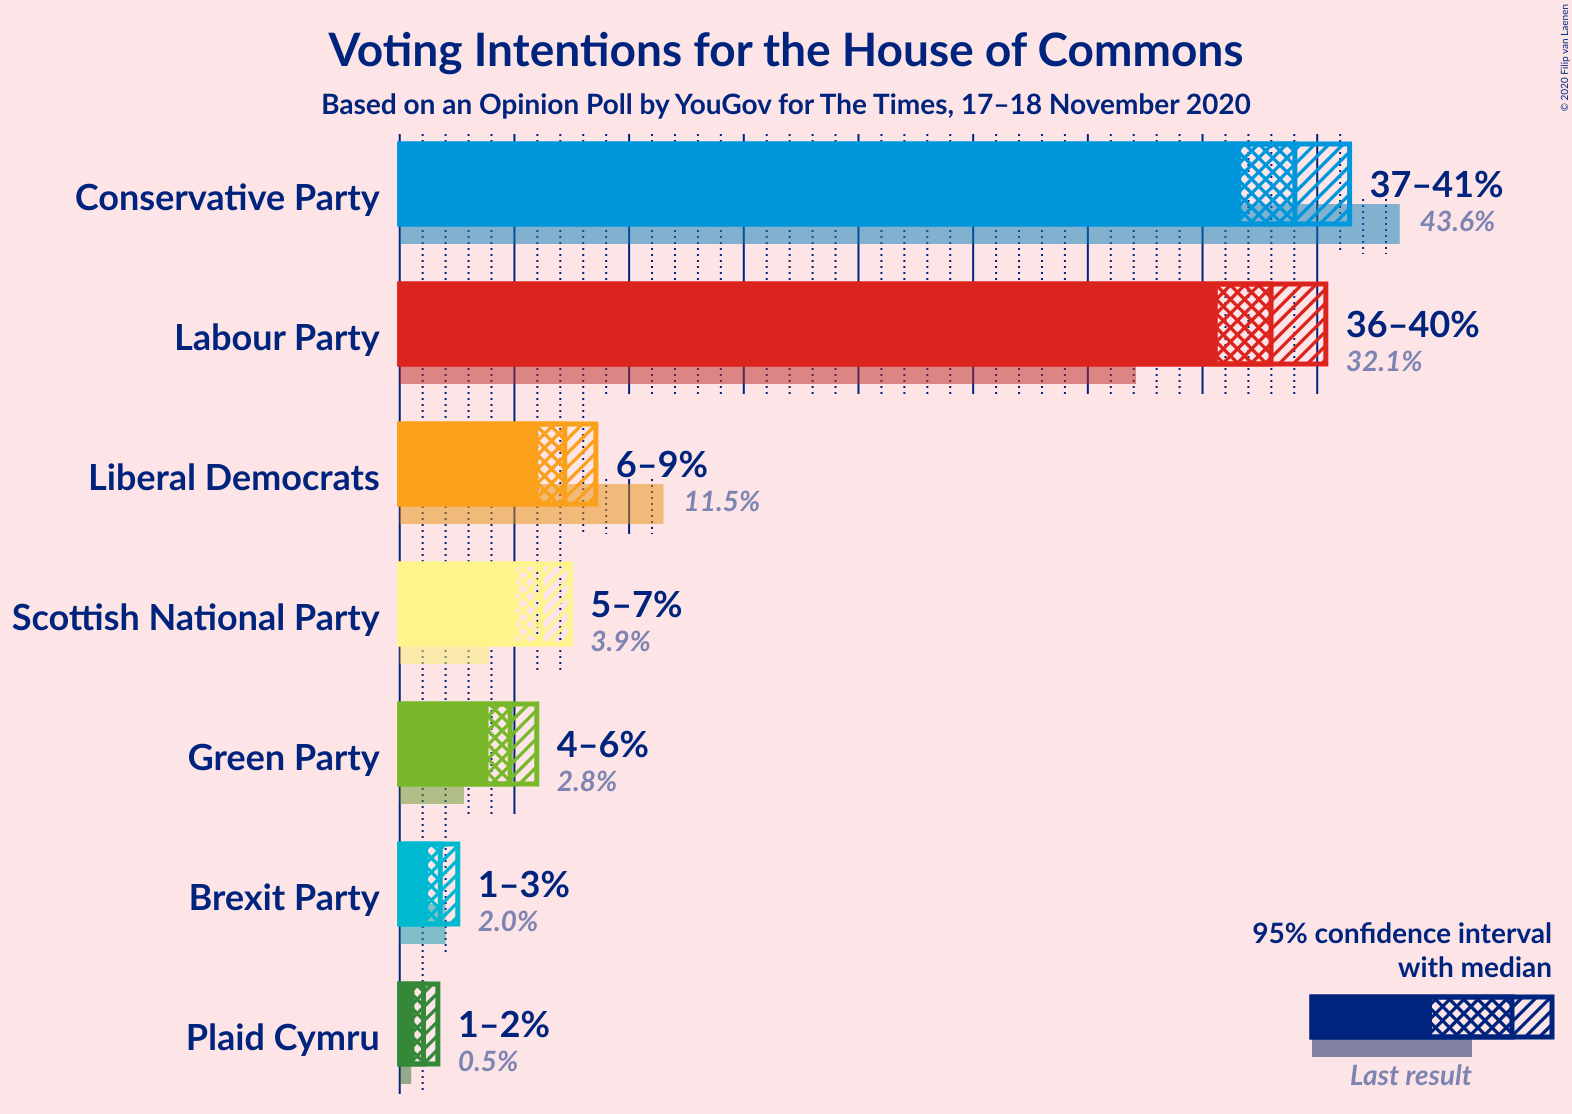 Voting Intentions for the House of Commons
Based on an Opinion Poll by YouGov for The Times, 17–18 November 2020
© 2020 Filip van Laenen
Conservative Party
37–41%
43.6%
Labour Party
36–40%
32.1%
Liberal Democrats
6–9%
11.5%
Scottish National Party
5–7%
3.9%
Green Party
4–6%
2.8%
Brexit Party
1–3%
2.0%
Plaid Cymru
1–2%
0.5%
95% confidence interval
with median
Last result